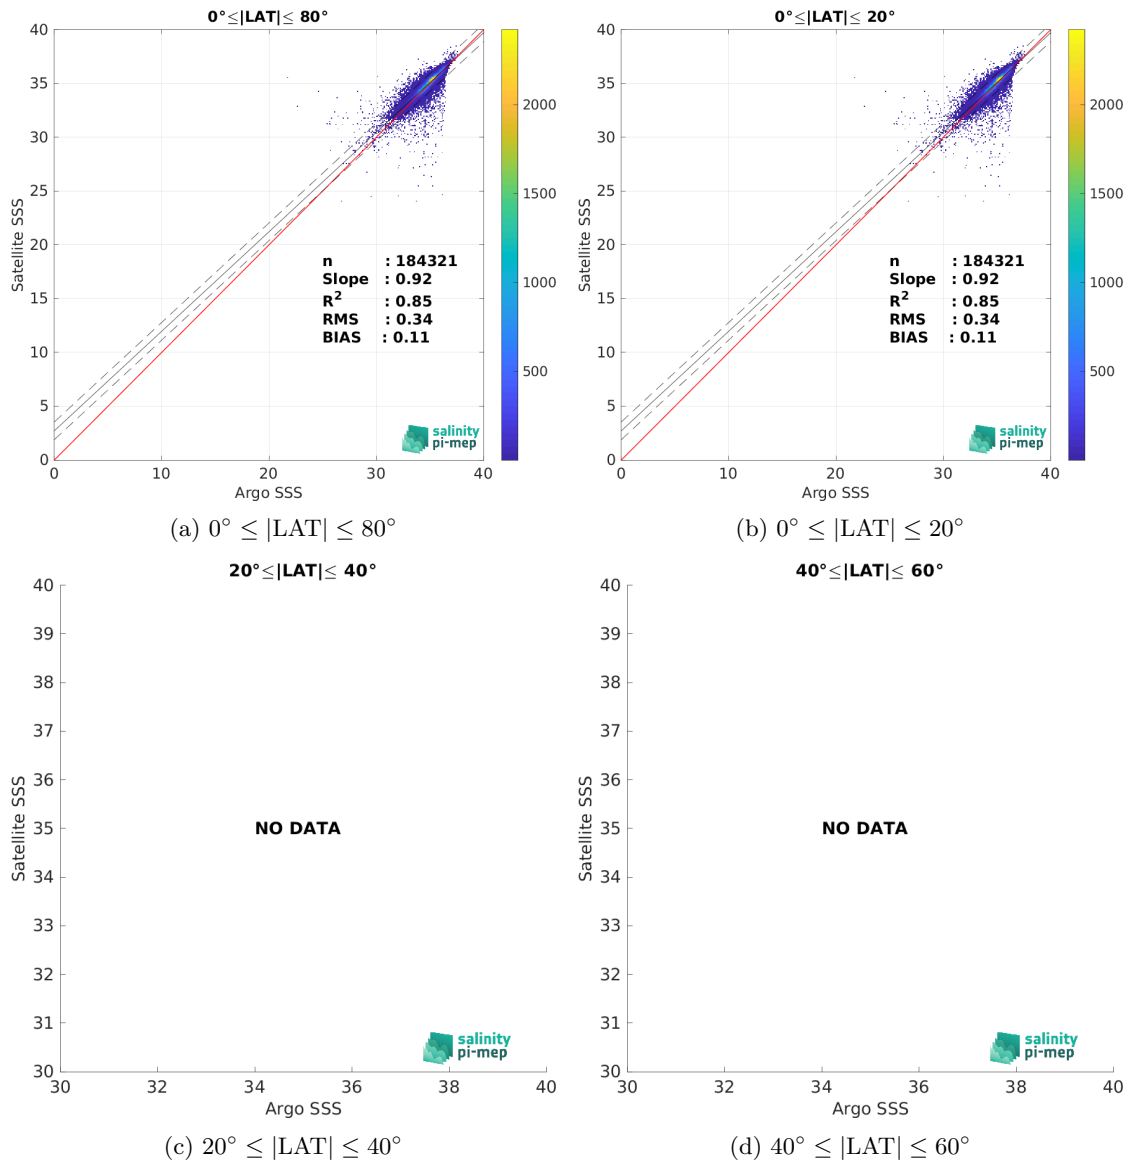 0°≤|LAT|≤ 80°
40
35
30
25
20
15
10
5
0
Satellite SSS
0
10
20
30
40
Argo SSS
2000
1500
1000
500
n : 184321
Slope : 0.92
R² : 0.85
RMS : 0.34
BIAS : 0.11
salinity
pi-mep
(a) 0° ≤ |LAT| ≤ 80°
0°≤|LAT|≤ 20°
40
35
30
25
20
15
10
5
0
Satellite SSS
0
10
20
30
40
Argo SSS
2000
1500
1000
500
n : 184321
Slope : 0.92
R² : 0.85
RMS : 0.34
BIAS : 0.11
salinity
pi-mep
(b) 0° ≤ |LAT| ≤ 20°
20°≤|LAT|≤ 40°
40
39
38
37
36
35
34
33
32
31
30
Satellite SSS
NO DATA
salinity
pi-mep
30
32
34
36
38
40
Argo SSS
(c) 20° ≤ |LAT| ≤ 40°
40°≤|LAT|≤ 60°
40
39
38
37
36
35
34
33
32
31
30
Satellite SSS
NO DATA
salinity
pi-mep
30
32
34
36
38
40
Argo SSS
(d) 40° ≤ |LAT| ≤ 60°